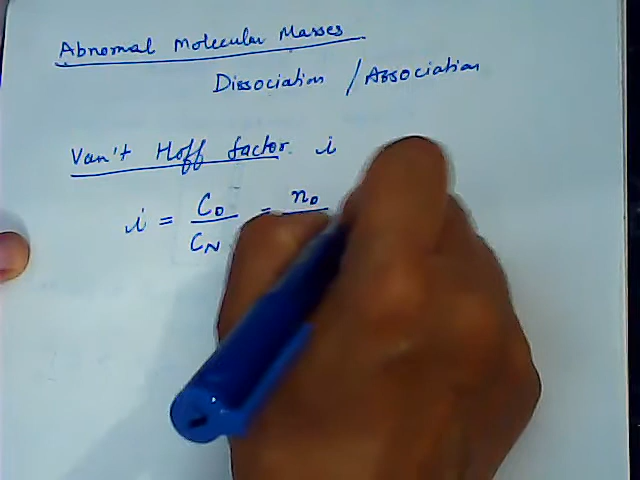 Abnormal Molecular Masses
Dissociation / Association
Van't Hoff factor i
i = C0 / CN = n0